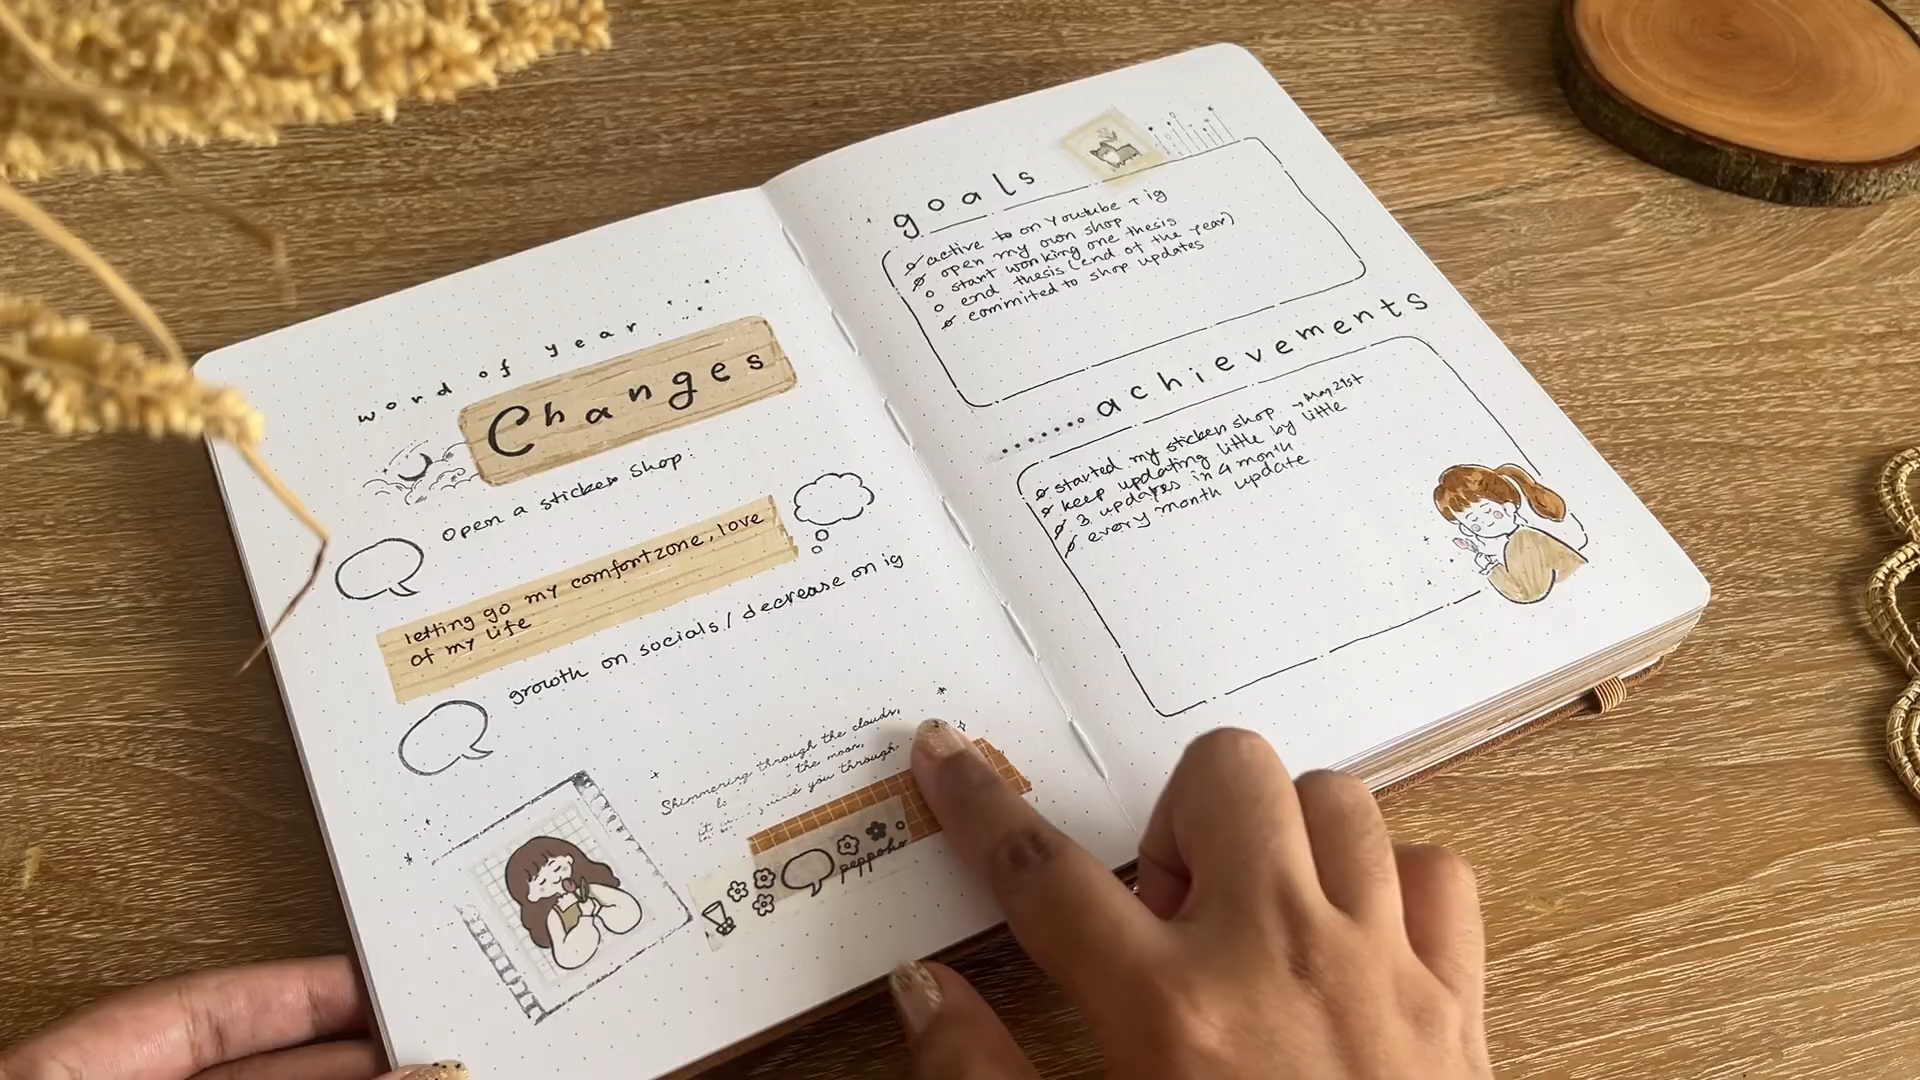 word of year
Changes
Open a sticker shop:
letting go my comfortzone, love
of my life
growth on socials / decrease on ig
Shimmering through the clouds,
the moon,
you through
peppoho
goals
active to on Youtube + ig
open my own shop
start working one thesis
end thesis (end of the year)
commited to shop updates
achievements
started my sticker shop → May 21st
keep updating little by little
3 updates in 4 month
every month update